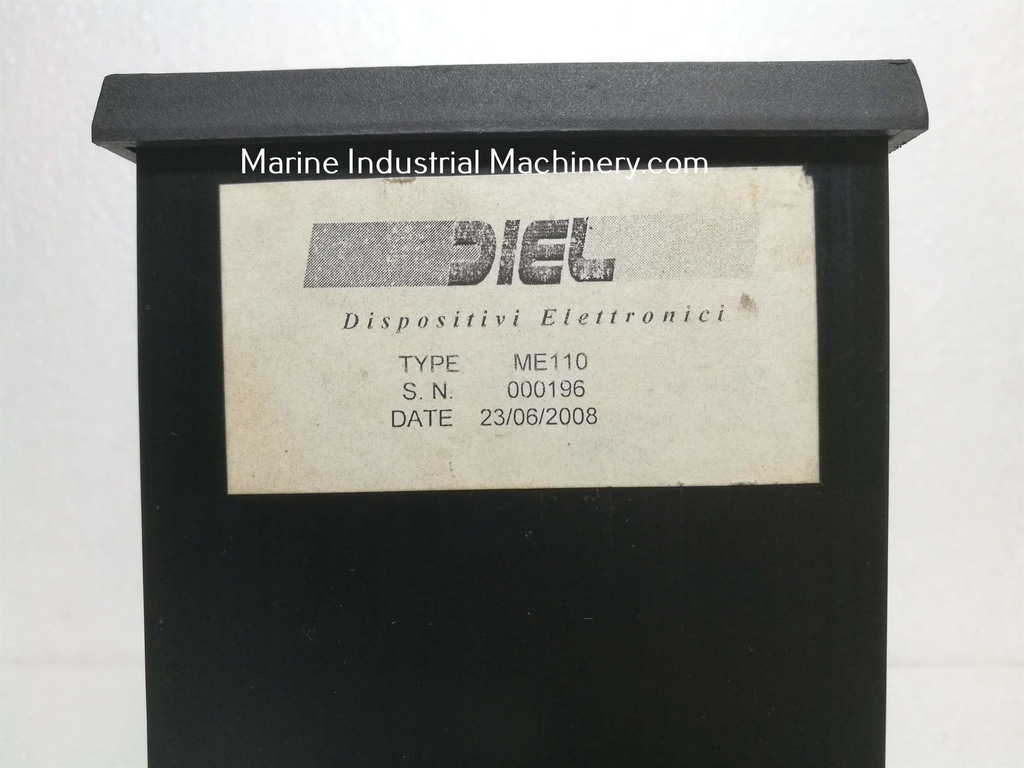 Marine Industrial Machinery.com
DIEL
Dispositivi Elettronici
TYPE ME110
S. N. 000196
DATE 23/06/2008